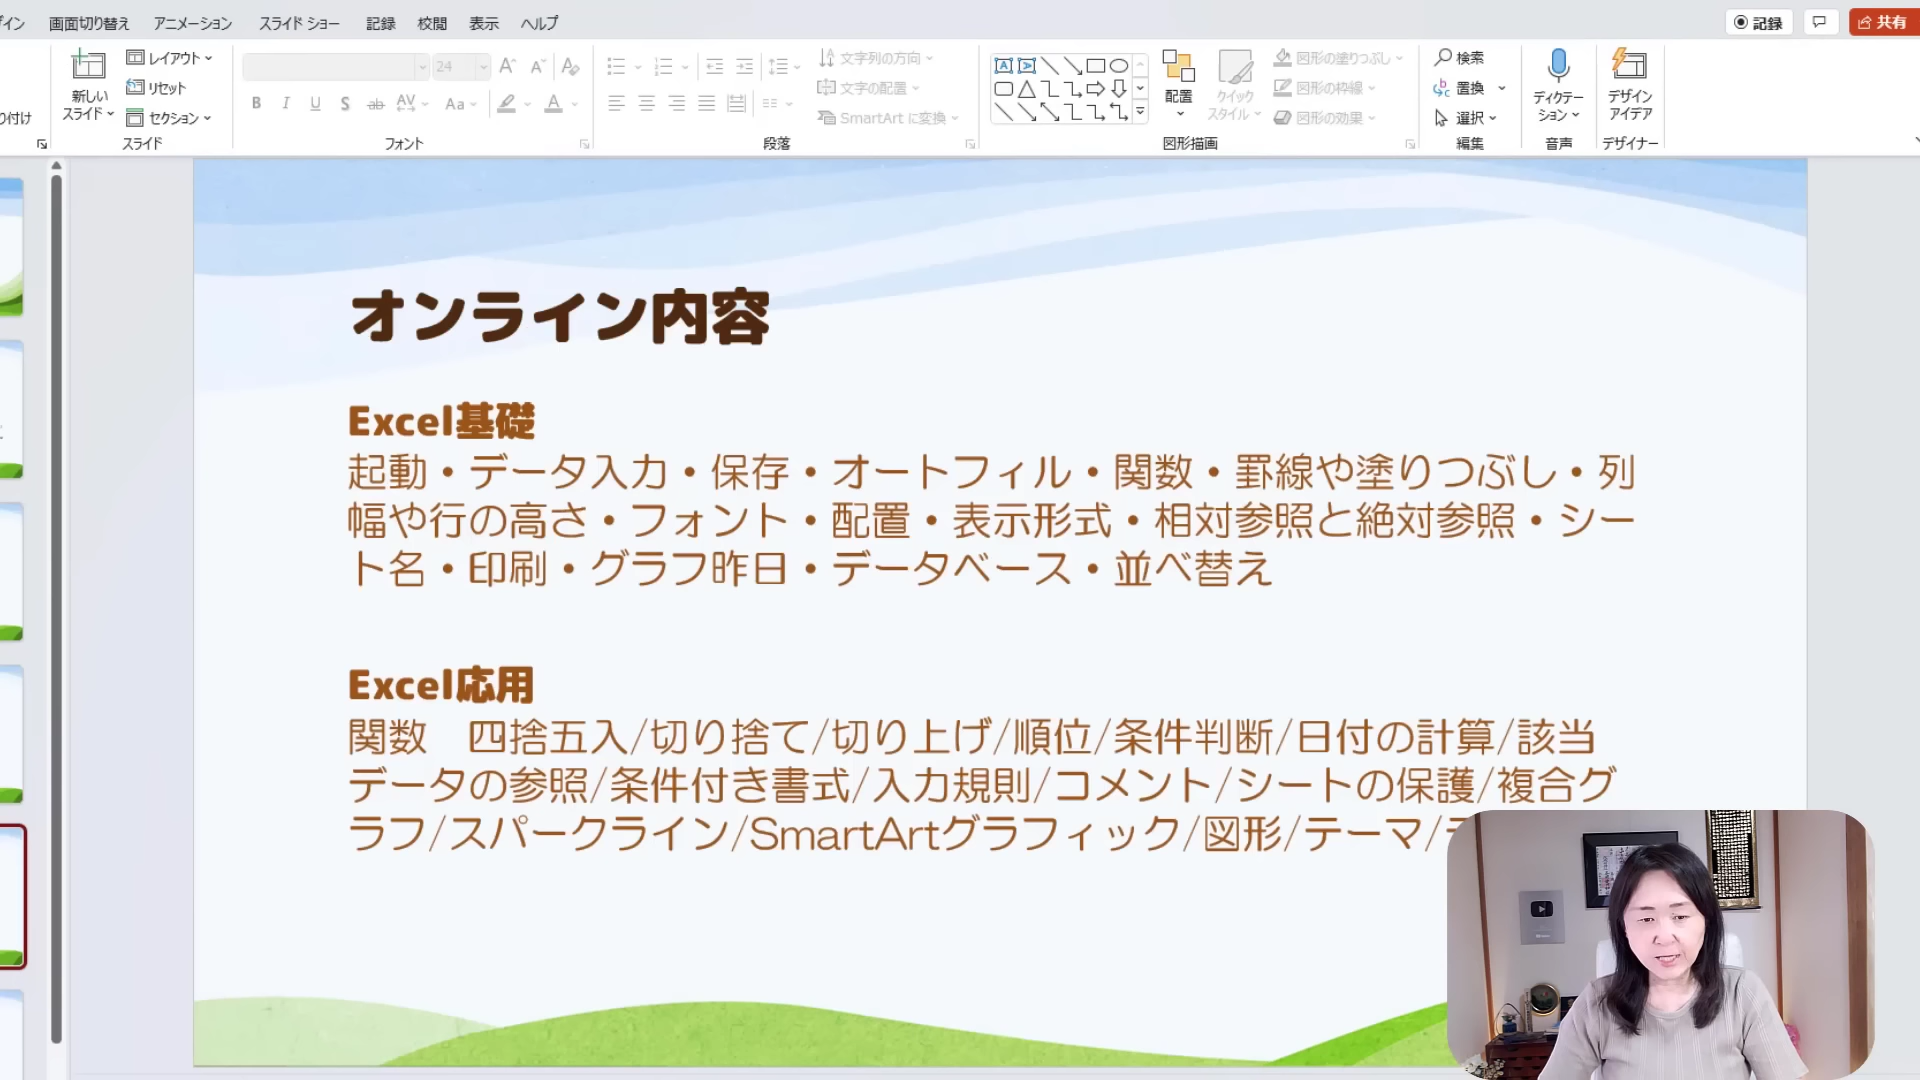 画面切り替え
アニメーション
スライド ショー
記録
校閲
表示
ヘルプ
記録
共有
新しい
スライド
レイアウト
リセット
セクション
スライド
24
フォント
文字列の方向
文字の配置
SmartArt に変換
段落
配置
クイック
スタイル
図形の塗りつぶし
図形の枠線
図形の効果
図形描画
検索
置換
選択
編集
ディクテー
ション
音声
デザイン
アイデア
デザイナー
オンライン内容
Excel基礎
起動・データ入力・保存・オートフィル・関数・罫線や塗りつぶし・列
幅や行の高さ・フォント・配置・表示形式・相対参照と絶対参照・シー
ト名・印刷・グラフ昨日・データベース・並べ替え
Excel応用
関数　四捨五入/切り捨て/切り上げ/順位/条件判断/日付の計算/該当
データの参照/条件付き書式/入力規則/コメント/シートの保護/複合グ
ラフ/スパークライン/SmartArtグラフィック/図形/テーマ/